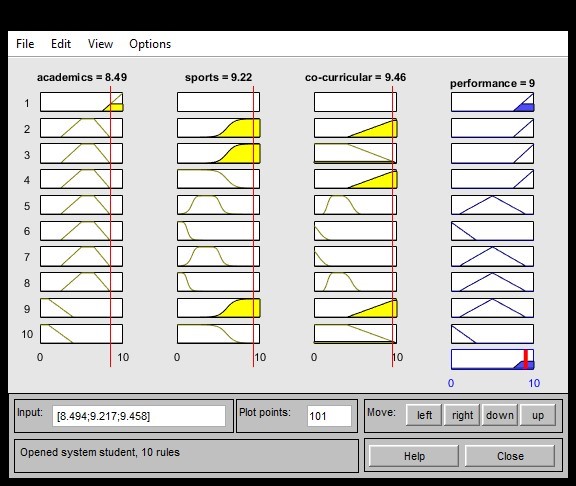 File Edit View Options
academics = 8.49 sports = 9.22 co-curricular = 9.46 performance = 9
1
2
3
4
5
6
7
8
9
10
0 10 0 10 0 10
0 10
Input: [8.494;9.217;9.458] Plot points: 101 Move: left right down up
Opened system student, 10 rules
Help Close